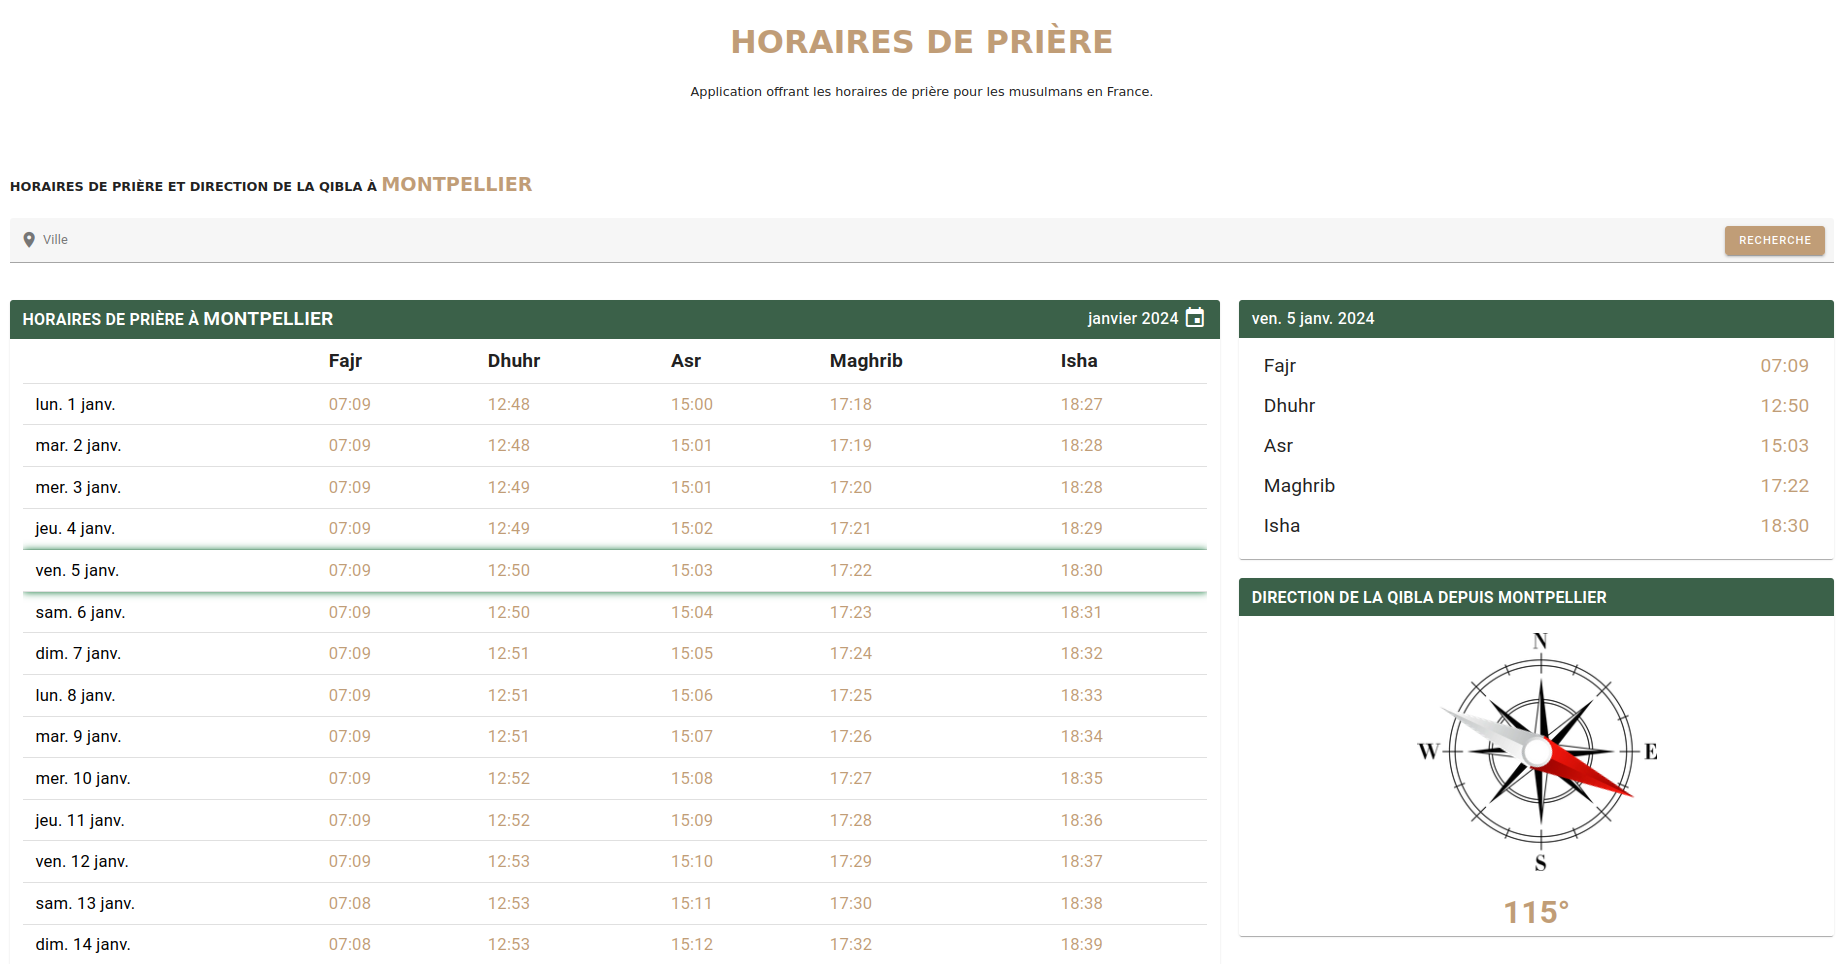 HORAIRES DE PRIÈRE
Application offrant les horaires de prière pour les musulmans en France.
HORAIRES DE PRIÈRE ET DIRECTION DE LA QIBLA À MONTPELLIER
Ville
RECHERCHE
HORAIRES DE PRIÈRE À MONTPELLIER janvier 2024
Fajr Dhuhr Asr Maghrib Isha
lun. 1 janv. 07:09 12:48 15:00 17:18 18:27
mar. 2 janv. 07:09 12:48 15:01 17:19 18:28
mer. 3 janv. 07:09 12:49 15:01 17:20 18:28
jeu. 4 janv. 07:09 12:49 15:02 17:21 18:29
ven. 5 janv. 07:09 12:50 15:03 17:22 18:30
sam. 6 janv. 07:09 12:50 15:04 17:23 18:31
dim. 7 janv. 07:09 12:51 15:05 17:24 18:32
lun. 8 janv. 07:09 12:51 15:06 17:25 18:33
mar. 9 janv. 07:09 12:51 15:07 17:26 18:34
mer. 10 janv. 07:09 12:52 15:08 17:27 18:35
jeu. 11 janv. 07:09 12:52 15:09 17:28 18:36
ven. 12 janv. 07:09 12:53 15:10 17:29 18:37
sam. 13 janv. 07:08 12:53 15:11 17:30 18:38
dim. 14 janv. 07:08 12:53 15:12 17:32 18:39
ven. 5 janv. 2024
Fajr 07:09
Dhuhr 12:50
Asr 15:03
Maghrib 17:22
Isha 18:30
DIRECTION DE LA QIBLA DEPUIS MONTPELLIER
N
W E
S
115°